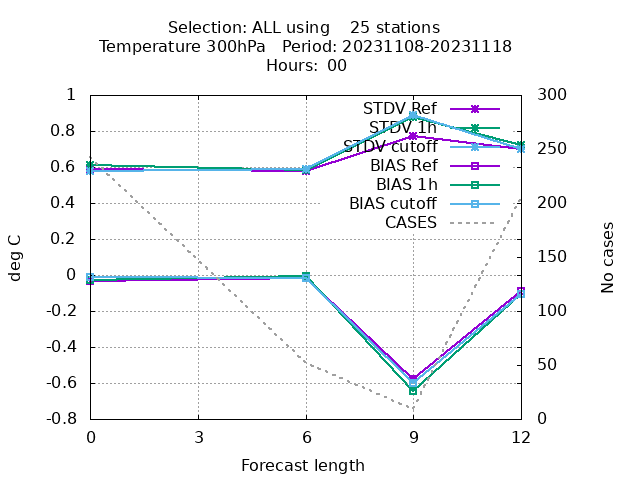 Selection: ALL using    25 stations
Temperature 300hPa   Period: 20231108-20231118
Hours:  00
1
0.8
0.6
0.4
0.2
0
-0.2
-0.4
-0.6
-0.8
deg C
STDV Ref
STDV 1h
STDV cutoff
BIAS Ref
BIAS 1h
BIAS cutoff
CASES
300
250
200
150
100
50
0
No cases
0 3 6 9 12
Forecast length